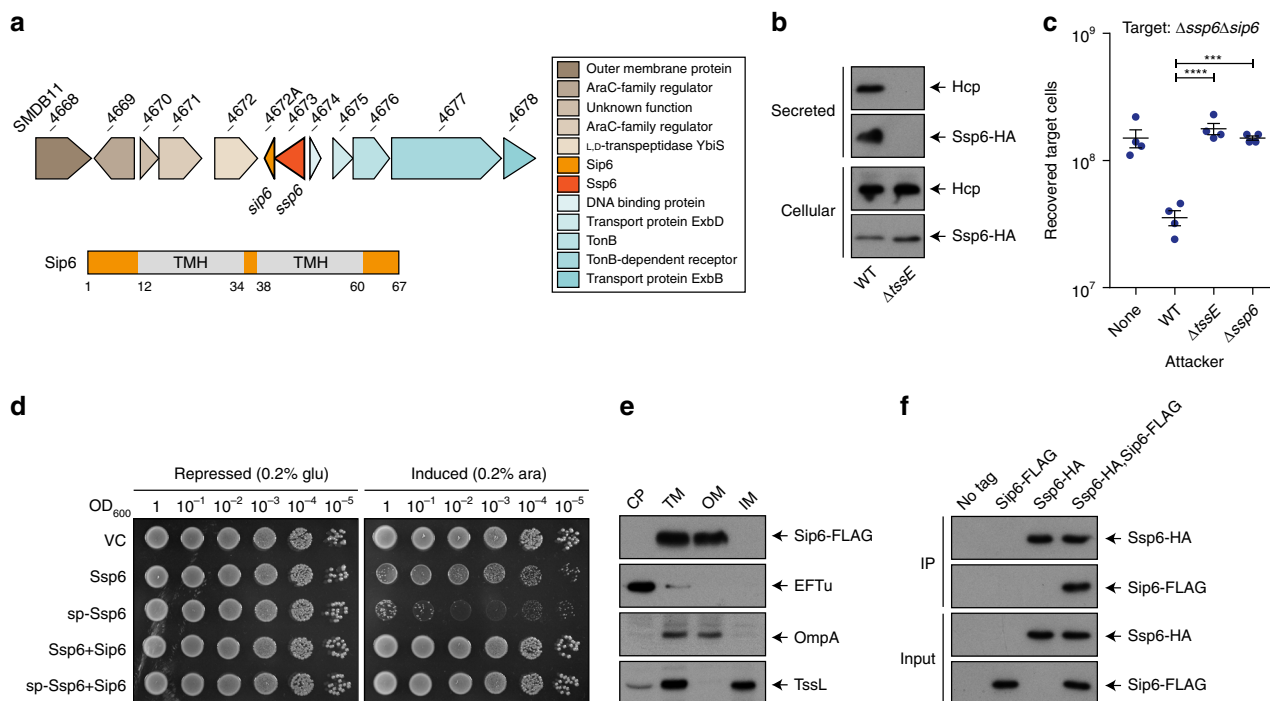 a
SMDB11
_4668
_4669
_4670
_4671
_4672
_4672A
_4673
_4674
_4675
_4676
_4677
_4678
sip6
ssp6
Outer membrane protein
AraC-family regulator
Unknown function
AraC-family regulator
L,D-transpeptidase YbiS
Sip6
Ssp6
DNA binding protein
Transport protein ExbD
TonB
TonB-dependent receptor
Transport protein ExbB
Sip6
TMH TMH
1 12 34 38 60 67
b
Secreted
Hcp
Ssp6-HA
Cellular
Hcp
Ssp6-HA
WT
ΔtssE
c
Target: Δssp6Δsip6
***
****
Recovered target cells
10⁹
10⁸
10⁷
None
WT
ΔtssE
Δssp6
Attacker
d
Repressed (0.2% glu) Induced (0.2% ara)
OD600 1 10⁻¹ 10⁻² 10⁻³ 10⁻⁴ 10⁻⁵ 1 10⁻¹ 10⁻² 10⁻³ 10⁻⁴ 10⁻⁵
VC
Ssp6
sp-Ssp6
Ssp6+Sip6
sp-Ssp6+Sip6
e
CP TM OM IM
Sip6-FLAG
EFTu
OmpA
TssL
f
No tag
Sip6-FLAG
Ssp6-HA
Ssp6-HA,Sip6-FLAG
IP
Ssp6-HA
Sip6-FLAG
Input
Ssp6-HA
Sip6-FLAG